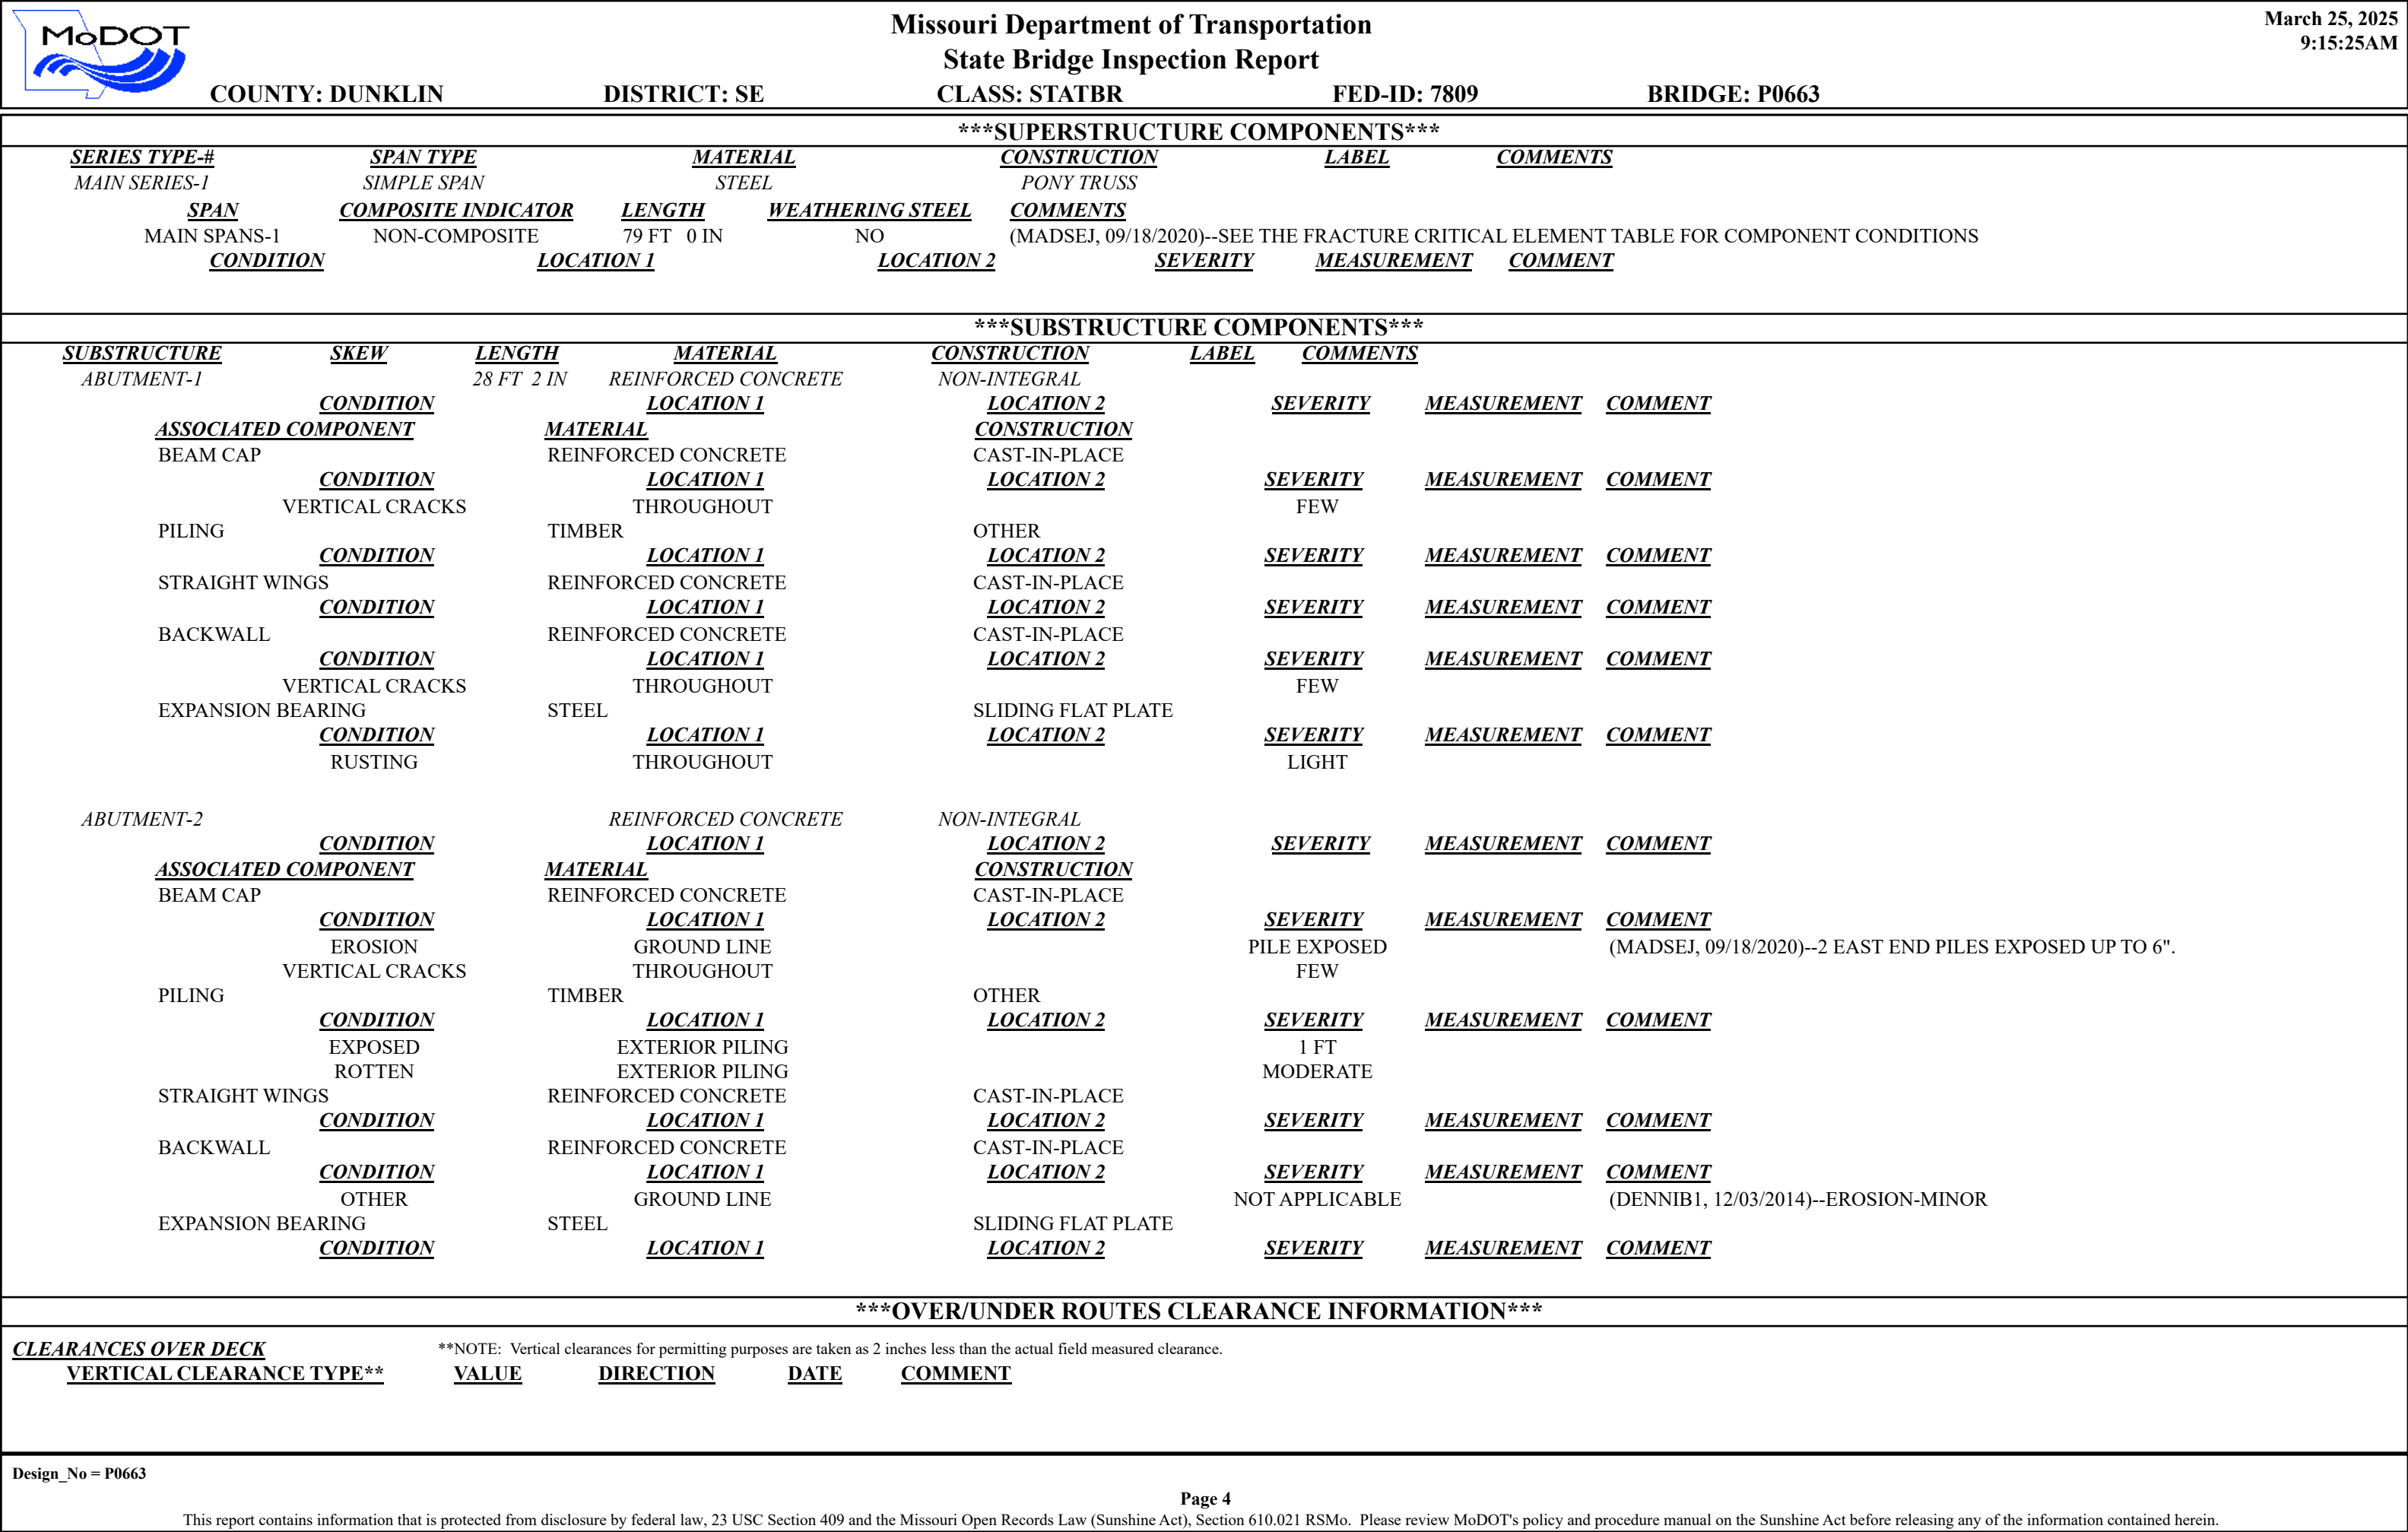 MoDOT
Missouri Department of Transportation
State Bridge Inspection Report
March 25, 2025
9:15:25AM
COUNTY: DUNKLIN DISTRICT: SE CLASS: STATBR FED-ID: 7809 BRIDGE: P0663
***SUPERSTRUCTURE COMPONENTS***
SERIES TYPE-# SPAN TYPE MATERIAL CONSTRUCTION LABEL COMMENTS
MAIN SERIES-1 SIMPLE SPAN STEEL PONY TRUSS
SPAN COMPOSITE INDICATOR LENGTH WEATHERING STEEL COMMENTS
MAIN SPANS-1 NON-COMPOSITE 79 FT 0 IN NO (MADSEJ, 09/18/2020)--SEE THE FRACTURE CRITICAL ELEMENT TABLE FOR COMPONENT CONDITIONS
CONDITION LOCATION 1 LOCATION 2 SEVERITY MEASUREMENT COMMENT
***SUBSTRUCTURE COMPONENTS***
SUBSTRUCTURE SKEW LENGTH MATERIAL CONSTRUCTION LABEL COMMENTS
ABUTMENT-1 28 FT 2 IN REINFORCED CONCRETE NON-INTEGRAL
CONDITION LOCATION 1 LOCATION 2 SEVERITY MEASUREMENT COMMENT
ASSOCIATED COMPONENT MATERIAL CONSTRUCTION
BEAM CAP REINFORCED CONCRETE CAST-IN-PLACE
CONDITION LOCATION 1 LOCATION 2 SEVERITY MEASUREMENT COMMENT
VERTICAL CRACKS THROUGHOUT FEW
PILING TIMBER OTHER
CONDITION LOCATION 1 LOCATION 2 SEVERITY MEASUREMENT COMMENT
STRAIGHT WINGS REINFORCED CONCRETE CAST-IN-PLACE
CONDITION LOCATION 1 LOCATION 2 SEVERITY MEASUREMENT COMMENT
BACKWALL REINFORCED CONCRETE CAST-IN-PLACE
CONDITION LOCATION 1 LOCATION 2 SEVERITY MEASUREMENT COMMENT
VERTICAL CRACKS THROUGHOUT FEW
EXPANSION BEARING STEEL SLIDING FLAT PLATE
CONDITION LOCATION 1 LOCATION 2 SEVERITY MEASUREMENT COMMENT
RUSTING THROUGHOUT LIGHT
ABUTMENT-2 REINFORCED CONCRETE NON-INTEGRAL
CONDITION LOCATION 1 LOCATION 2 SEVERITY MEASUREMENT COMMENT
ASSOCIATED COMPONENT MATERIAL CONSTRUCTION
BEAM CAP REINFORCED CONCRETE CAST-IN-PLACE
CONDITION LOCATION 1 LOCATION 2 SEVERITY MEASUREMENT COMMENT
EROSION GROUND LINE PILE EXPOSED (MADSEJ, 09/18/2020)--2 EAST END PILES EXPOSED UP TO 6".
VERTICAL CRACKS THROUGHOUT FEW
PILING TIMBER OTHER
CONDITION LOCATION 1 LOCATION 2 SEVERITY MEASUREMENT COMMENT
EXPOSED EXTERIOR PILING 1 FT
ROTTEN EXTERIOR PILING MODERATE
STRAIGHT WINGS REINFORCED CONCRETE CAST-IN-PLACE
CONDITION LOCATION 1 LOCATION 2 SEVERITY MEASUREMENT COMMENT
BACKWALL REINFORCED CONCRETE CAST-IN-PLACE
CONDITION LOCATION 1 LOCATION 2 SEVERITY MEASUREMENT COMMENT
OTHER GROUND LINE NOT APPLICABLE (DENNIB1, 12/03/2014)--EROSION-MINOR
EXPANSION BEARING STEEL SLIDING FLAT PLATE
CONDITION LOCATION 1 LOCATION 2 SEVERITY MEASUREMENT COMMENT
***OVER/UNDER ROUTES CLEARANCE INFORMATION***
CLEARANCES OVER DECK **NOTE: Vertical clearances for permitting purposes are taken as 2 inches less than the actual field measured clearance.
VERTICAL CLEARANCE TYPE** VALUE DIRECTION DATE COMMENT
Design_No = P0663
Page 4
This report contains information that is protected from disclosure by federal law, 23 USC Section 409 and the Missouri Open Records Law (Sunshine Act), Section 610.021 RSMo. Please review MoDOT's policy and procedure manual on the Sunshine Act before releasing any of the information contained herein.